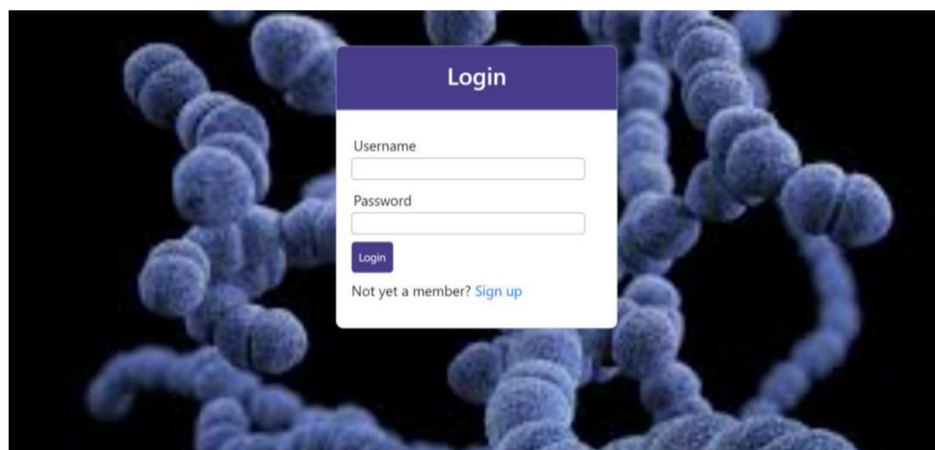 Login
Username
Password
Login
Not yet a member? Sign up